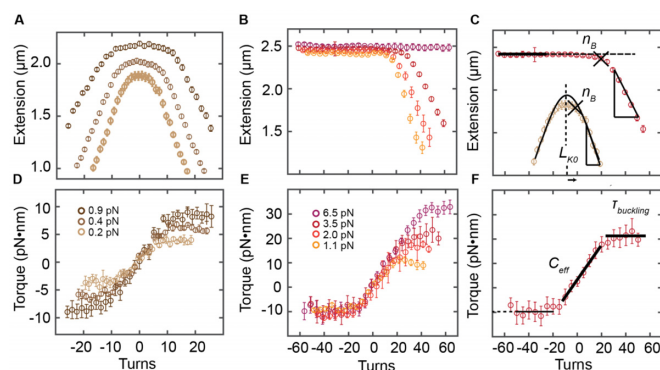 A
B
C
Extension (μm)
2.0
1.5
1.0
Extension (μm)
2.5
2.0
1.5
Extension (μm)
n_B
n_B
L_K0
D
E
F
Torque (pN•nm)
10
5
0
-5
-10
0.9 pN
0.4 pN
0.2 pN
-20 -10 0 10 20
Turns
Torque (pN•nm)
30
20
10
0
-10
6.5 pN
3.5 pN
2.0 pN
1.1 pN
-60 -40 -20 0 20 40 60
Turns
Torque (pN•nm)
C_eff
τ_buckling
-60 -40 -20 0 20 40 60
Turns